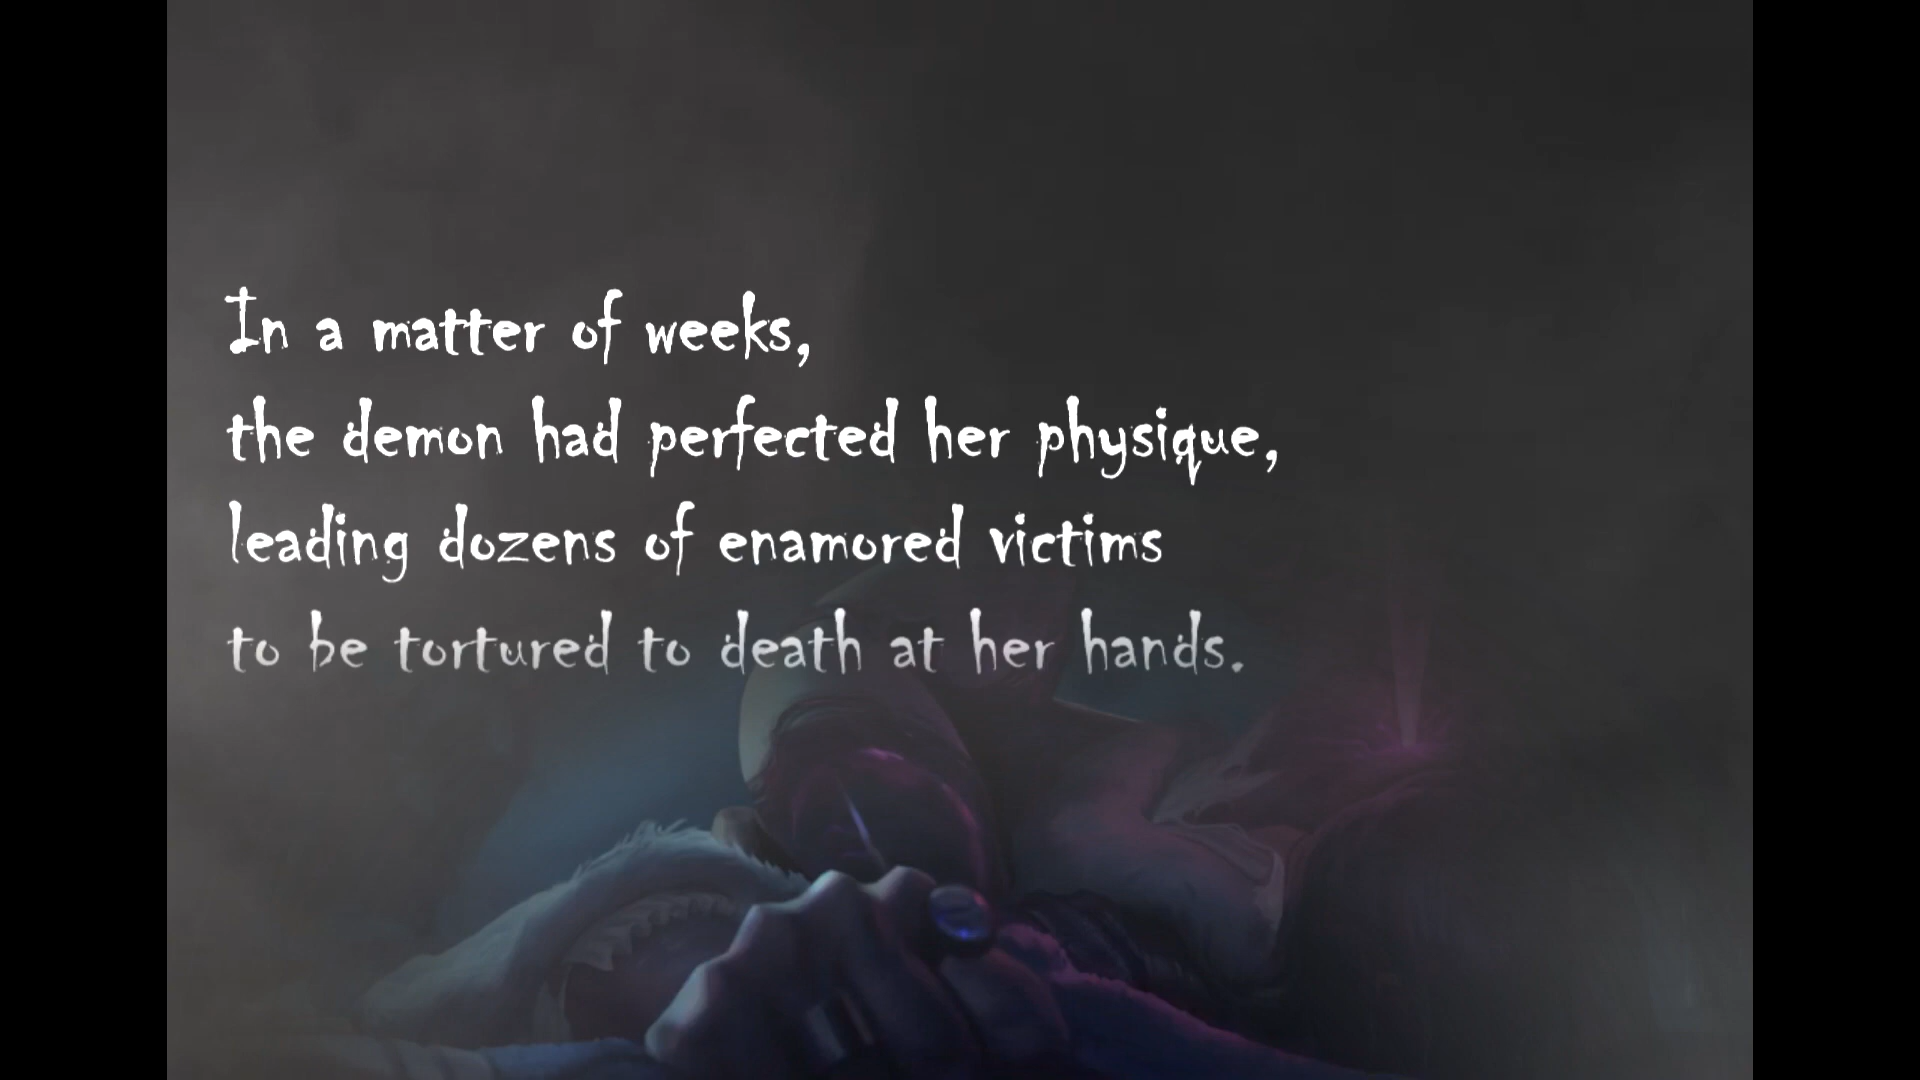 In a matter of weeks,
the demon had perfected her physique,
leading dozens of enamored victims
to be tortured to death at her hands.